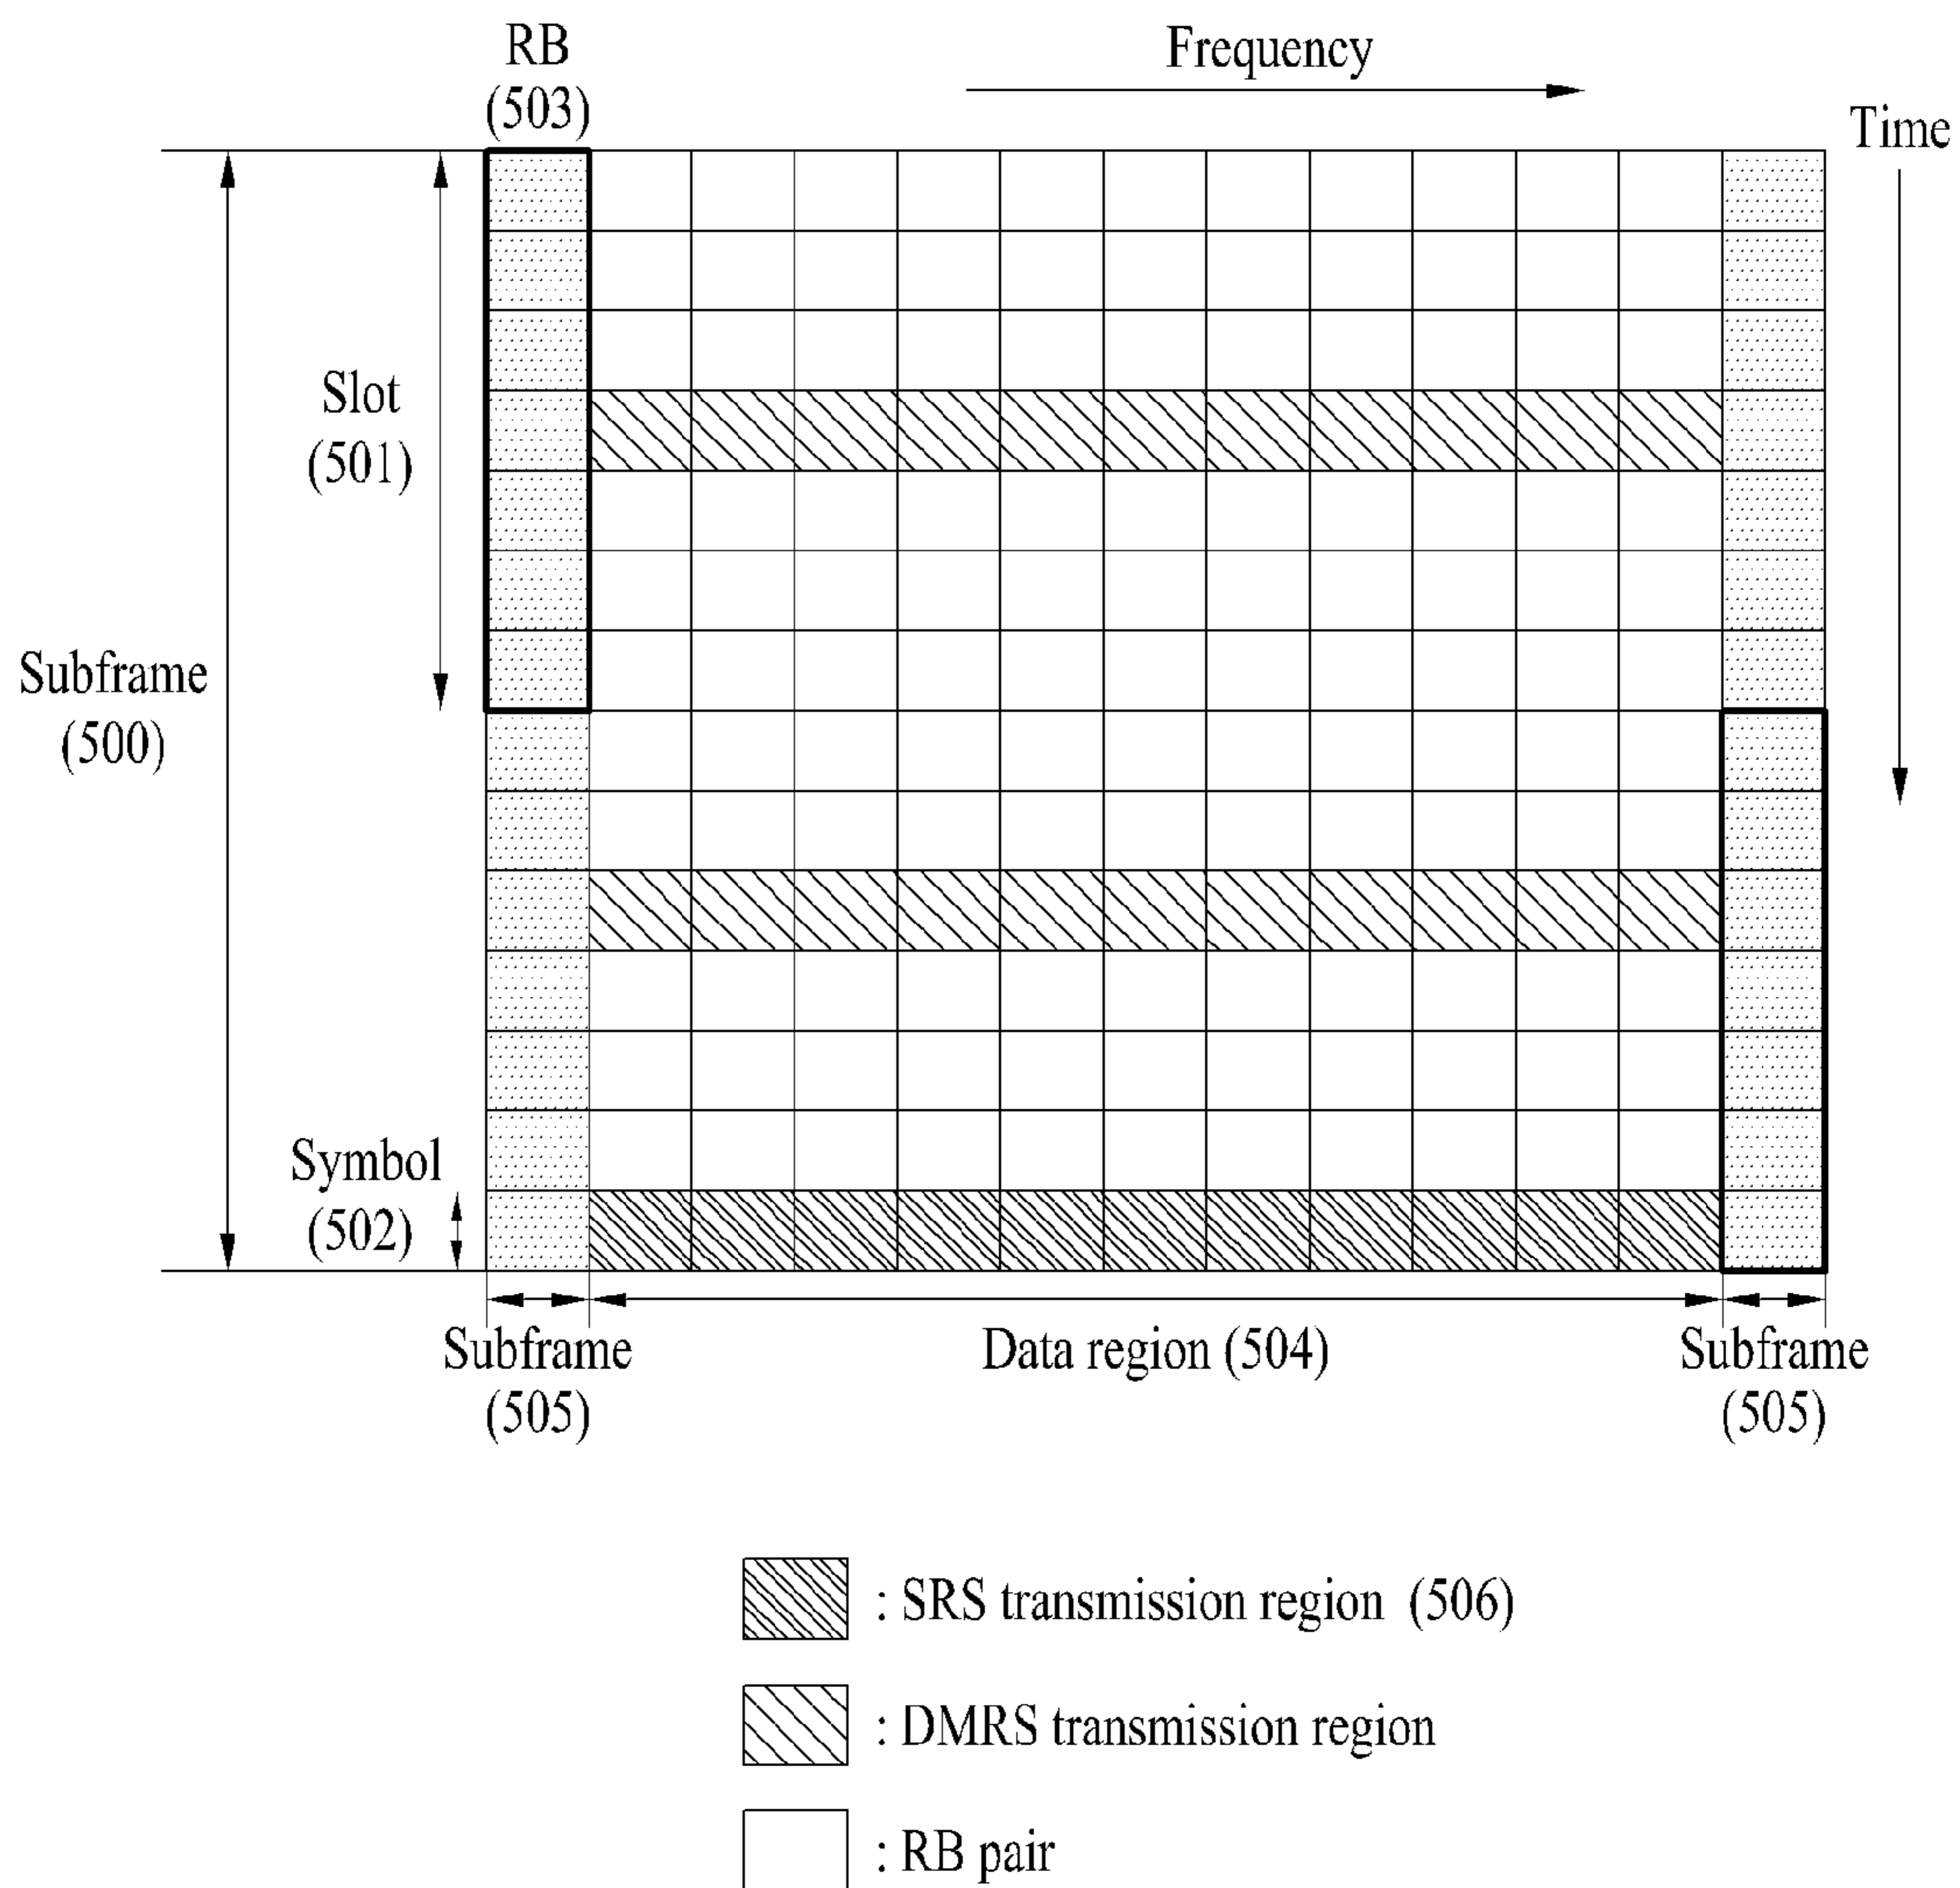 RB
(503)
Frequency
Time
Slot
(501)
Subframe
(500)
Symbol
(502)
Subframe
(505)
Data region (504)
Subframe
(505)
: SRS transmission region (506)
: DMRS transmission region
: RB pair